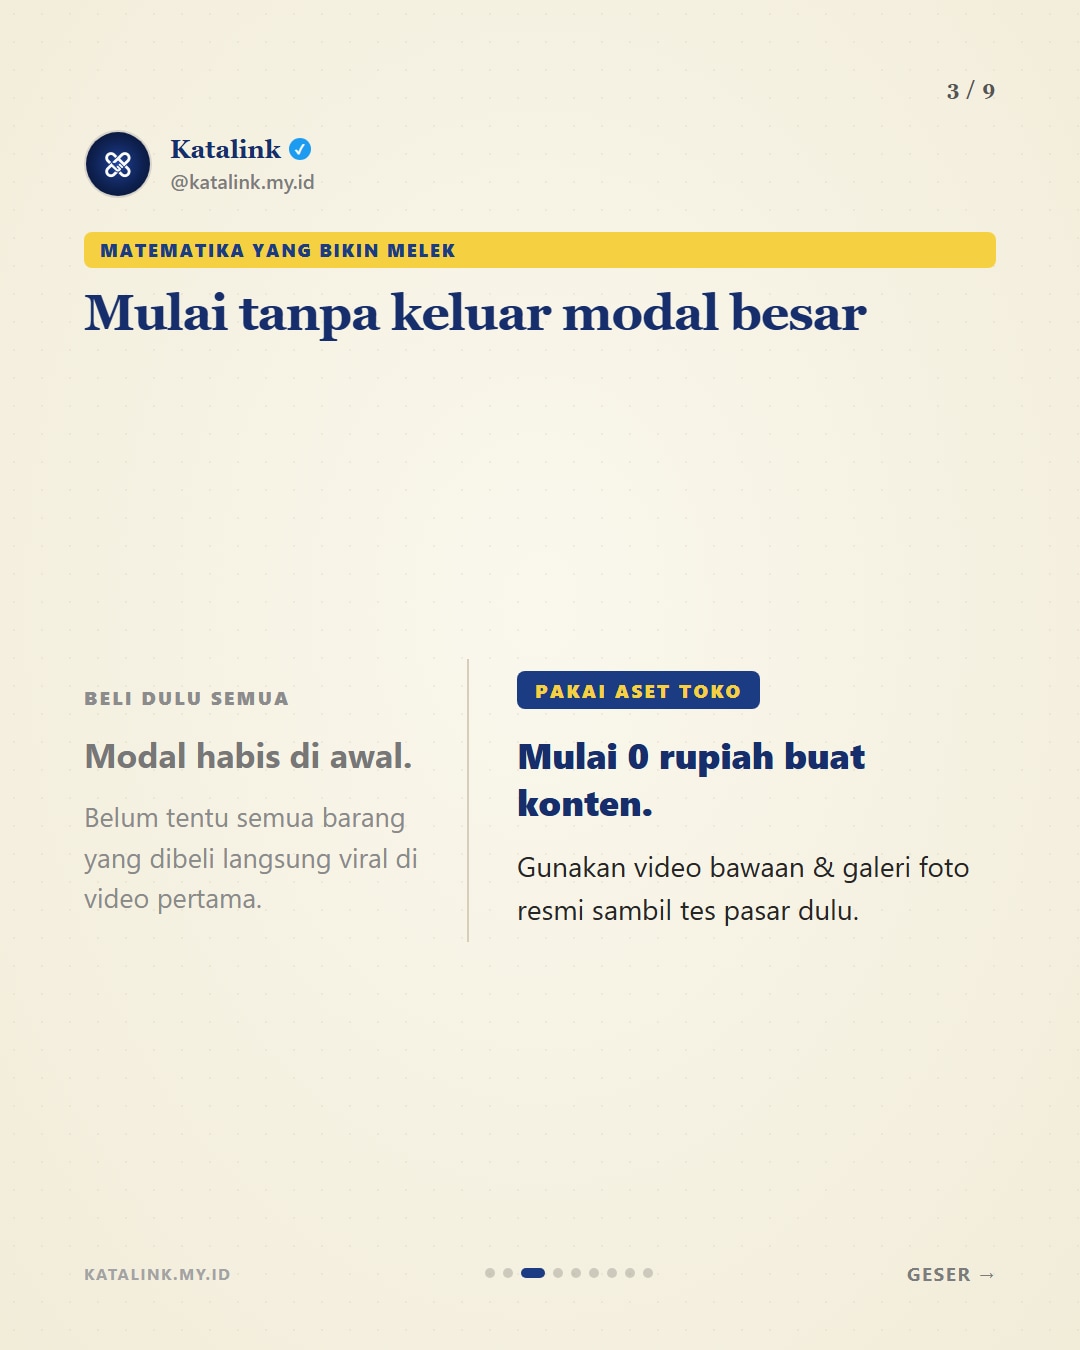 3 / 9
Katalink
@katalink.my.id
MATEMATIKA YANG BIKIN MELEK
Mulai tanpa keluar modal besar
BELI DULU SEMUA
Modal habis di awal.
Belum tentu semua barang
yang dibeli langsung viral di
video pertama.
PAKAI ASET TOKO
Mulai 0 rupiah buat
konten.
Gunakan video bawaan & galeri foto
resmi sambil tes pasar dulu.
KATALINK.MY.ID
GESER →